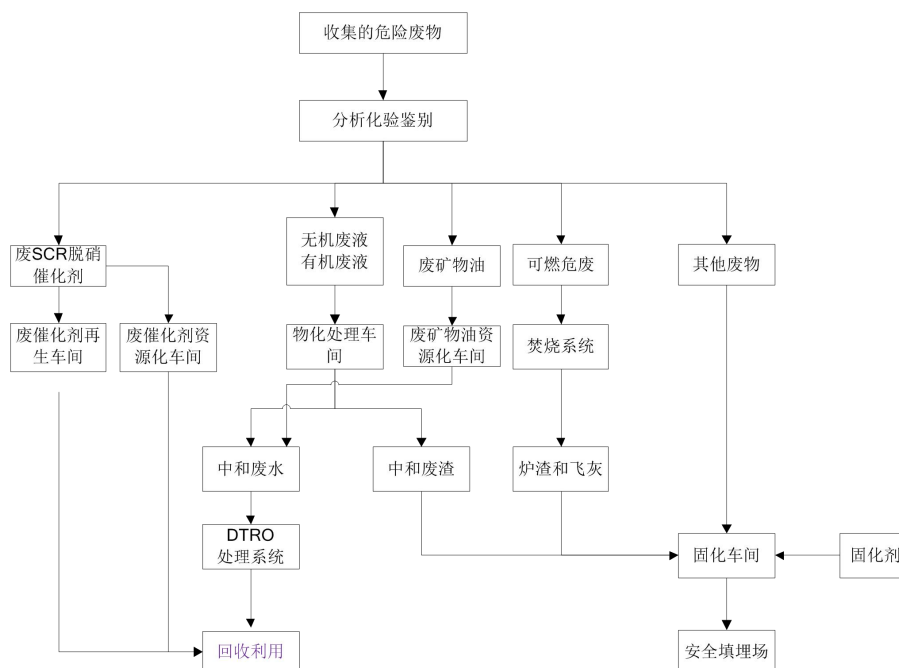 收集的危险废物
分析化验鉴别
废SCR脱硝
催化剂
无机废液
有机废液
废矿物油
可燃危废
其他废物
废催化剂再
生车间
废催化剂资
源化车间
物化处理车
间
废矿物油资
源化车间
焚烧系统
中和废水
中和废渣
炉渣和飞灰
DTRO
处理系统
固化车间
固化剂
回收利用
安全填埋场